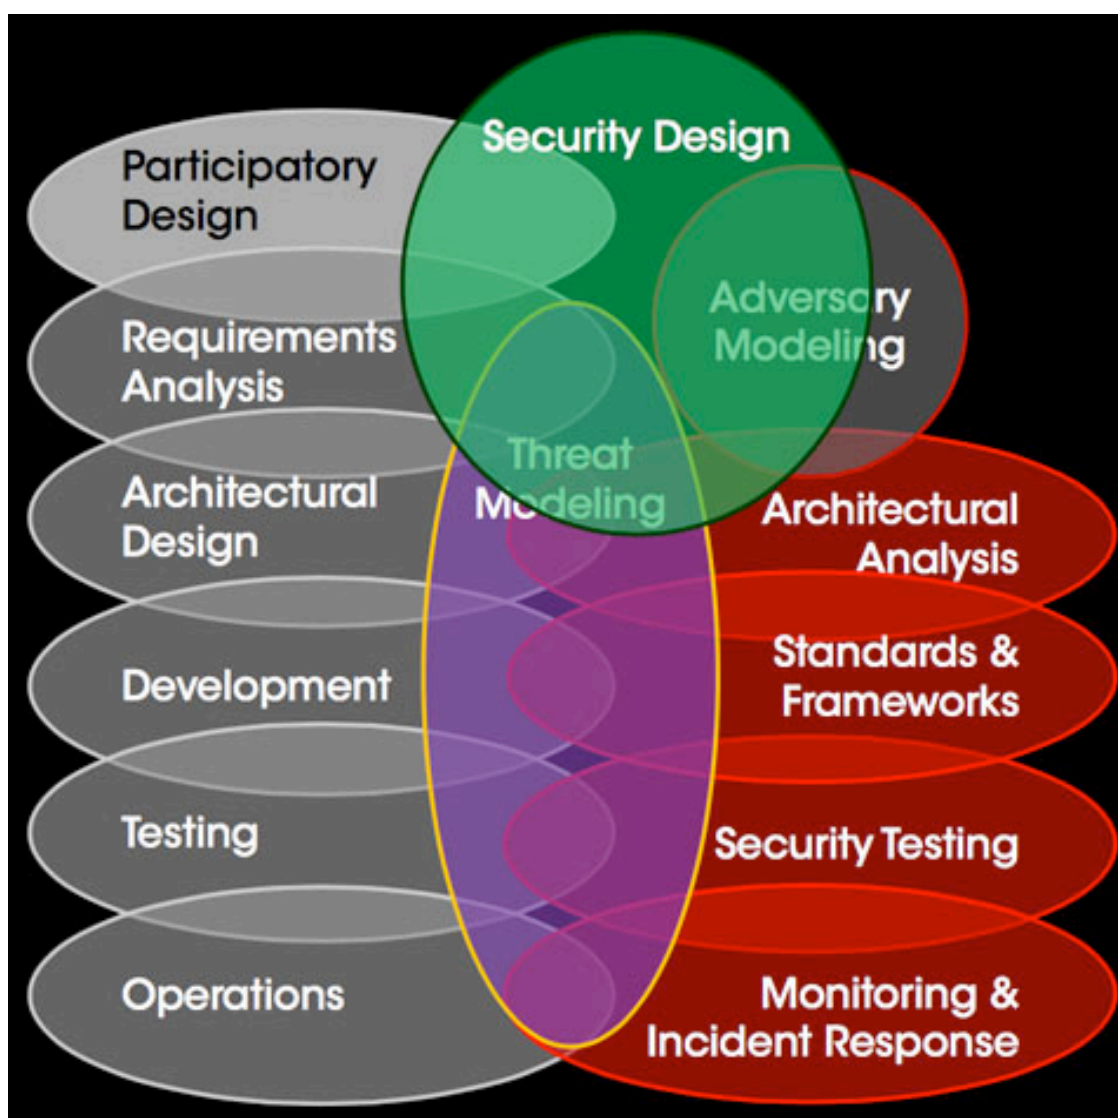 Security Design
Participatory
Design
Adversary
Modeling
Requirements
Analysis
Threat
Modeling
Architectural
Design
Architectural
Analysis
Standards &
Frameworks
Development
Testing
Security Testing
Operations
Monitoring &
Incident Response